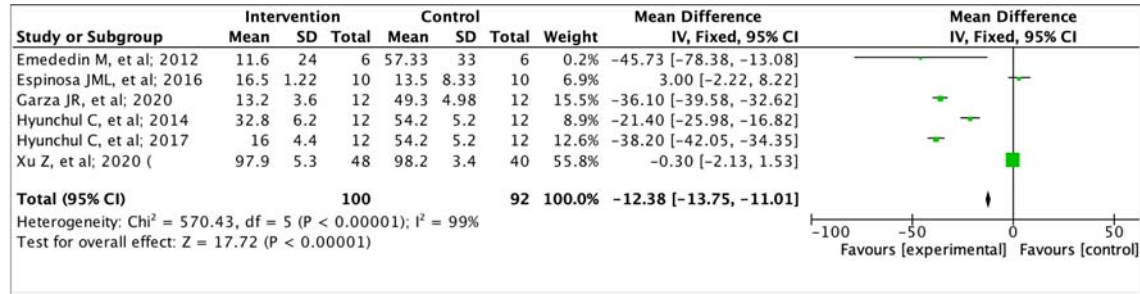 Intervention Control Mean Difference Mean Difference
Study or Subgroup Mean SD Total Mean SD Total Weight IV, Fixed, 95% CI IV, Fixed, 95% CI
Emededin M, et al; 2012 11.6 24 6 57.33 33 6 0.2% −45.73 [−78.38, −13.08]
Espinosa JML, et al; 2016 16.5 1.22 10 13.5 8.33 10 6.9% 3.00 [−2.22, 8.22]
Garza JR, et al; 2020 13.2 3.6 12 49.3 4.98 12 15.5% −36.10 [−39.58, −32.62]
Hyunchul C, et al; 2014 32.8 6.2 12 54.2 5.2 12 8.9% −21.40 [−25.98, −16.82]
Hyunchul C, et al; 2017 16 4.4 12 54.2 5.2 12 12.6% −38.20 [−42.05, −34.35]
Xu Z, et al; 2020 ( 97.9 5.3 48 98.2 3.4 40 55.8% −0.30 [−2.13, 1.53]
Total (95% CI) 100 92 100.0% −12.38 [−13.75, −11.01]
Heterogeneity: Chi² = 570.43, df = 5 (P < 0.00001); I² = 99%
Test for overall effect: Z = 17.72 (P < 0.00001)
−100 −50 0 50
Favours [experimental] Favours [control]